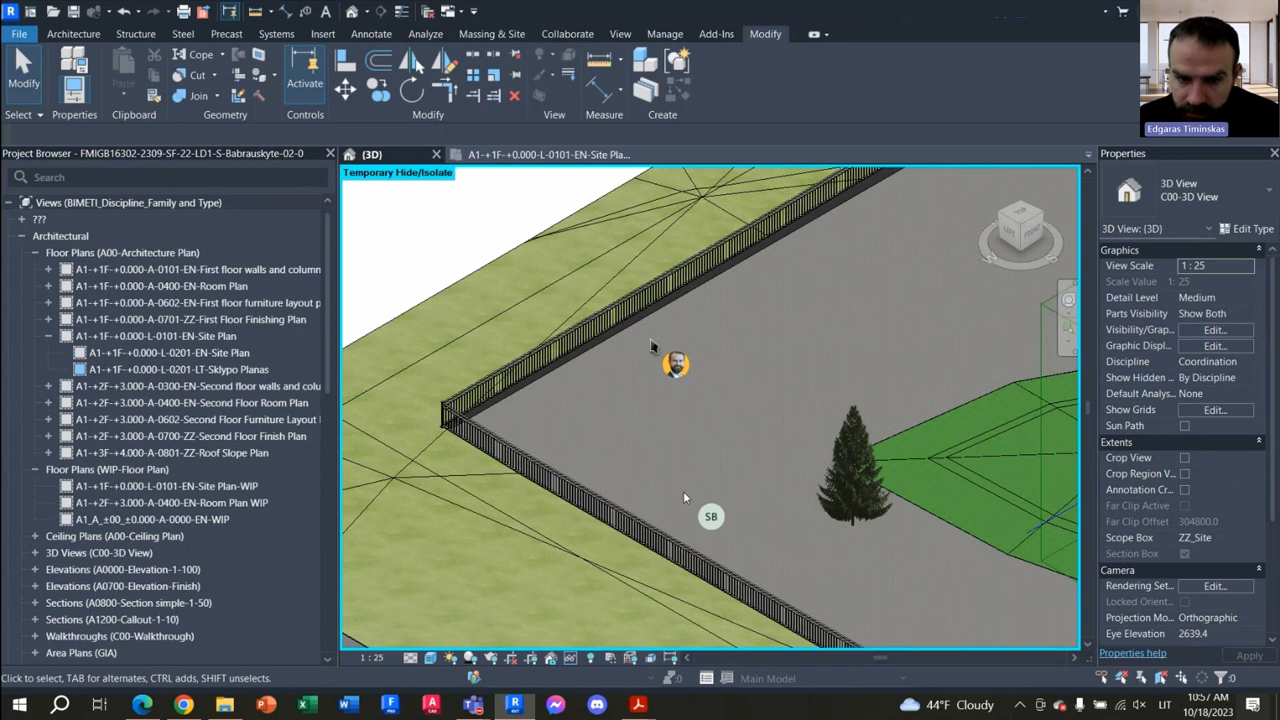 File
Architecture
Structure
Steel
Precast
Systems
Insert
Annotate
Analyze
Massing & Site
Collaborate
View
Manage
Add-Ins
Modify
Modify
Properties
Paste
Cope
Cut
Join
Activate
Select
Properties
Clipboard
Geometry
Controls
Modify
View
Measure
Create
Edgaras Timinskas
Project Browser - FMIGB16302-2309-SF-22-LD1-S-Babrauskyte-02-0
Search
Views (BIMETI_Discipline_Family and Type)
???
Architectural
Floor Plans (A00-Architecture Plan)
A1-+1F-+0.000-A-0101-EN-First floor walls and column
A1-+1F-+0.000-A-0400-EN-Room Plan
A1-+1F-+0.000-A-0602-EN-First floor furniture layout p
A1-+1F-+0.000-A-0701-ZZ-First Floor Finishing Plan
A1-+1F-+0.000-L-0101-EN-Site Plan
A1-+1F-+0.000-L-0201-EN-Site Plan
A1-+1F-+0.000-L-0201-LT-Sklypo Planas
A1-+2F-+3.000-A-0300-EN-Second floor walls and colu
A1-+2F-+3.000-A-0400-EN-Second Floor Room Plan
A1-+2F-+3.000-A-0602-EN-Second Floor Furniture Layout
A1-+2F-+3.000-A-0700-ZZ-Second Floor Finish Plan
A1-+3F-+4.000-A-0801-EN-Roof Slope Plan
Floor Plans (WIP-Floor Plan)
A1-+1F-+0.000-L-0101-EN-Site Plan-WIP
A1-+2F-+3.000-A-0400-EN-Room Plan WIP
A1_A_±00_±0.000-A-0000-EN-WIP
Ceiling Plans (A00-Ceiling Plan)
3D Views (C00-3D View)
Elevations (A0000-Elevation-1-100)
Elevations (A0700-Elevation-Finish)
Sections (A0800-Section simple-1-50)
Sections (A1200-Callout-1-10)
Walkthroughs (C00-Walkthrough)
Area Plans (GIA)
(3D)
A1-+1F-+0.000-L-0101-EN-Site Pla...
Temporary Hide/Isolate
TOP
LEFT
FRONT
SB
1 : 25
Properties
3D View
C00-3D View
3D View: {3D}
Edit Type
Graphics
View Scale
1 : 25
Scale Value
1: 25
Detail Level
Medium
Parts Visibility
Show Both
Visibility/Grap...
Edit...
Graphic Displ...
Edit...
Discipline
Coordination
Show Hidden ...
By Discipline
Default Analys...
None
Show Grids
Edit...
Sun Path
Extents
Crop View
Crop Region V...
Annotation Cr...
Far Clip Active
Far Clip Offset
304800.0
Scope Box
ZZ_Site
Section Box
Camera
Rendering Set...
Edit...
Locked Orient...
Projection Mo...
Orthographic
Eye Elevation
2639.4
Properties help
Apply
Click to select, TAB for alternates, CTRL adds, SHIFT unselects.
:0
Main Model
:0
44°F Cloudy
LIT
10:57 AM
10/18/2023